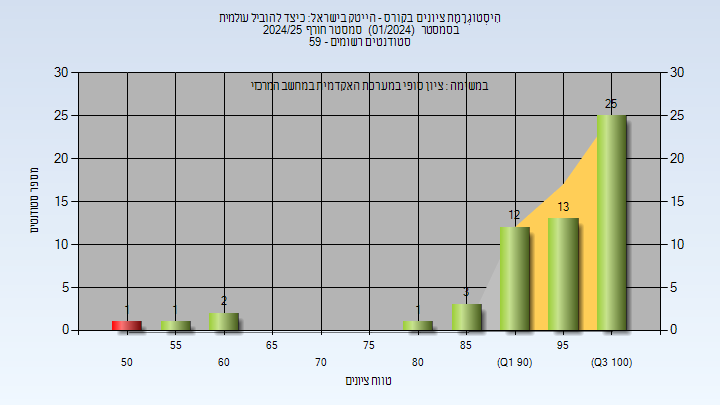 היסטוגרמת ציונים בקורס - הייטק בישראל: כיצד להוביל עולמית
בסמסטר (01/2024) סמסטר חורף 2024/25
סטודנטים רשומים - 59
במשימה : ציון סופי במערכת האקדמית במחשב המרכזי
מספר סטודנטים
30 30
25 25
20 20
15 15
10 10
5 5
0 0
1 1 2 1 3 12 13 25
55 65 75 85 95
50 60 70 80 (Q1 90) (Q3 100)
טווח ציונים